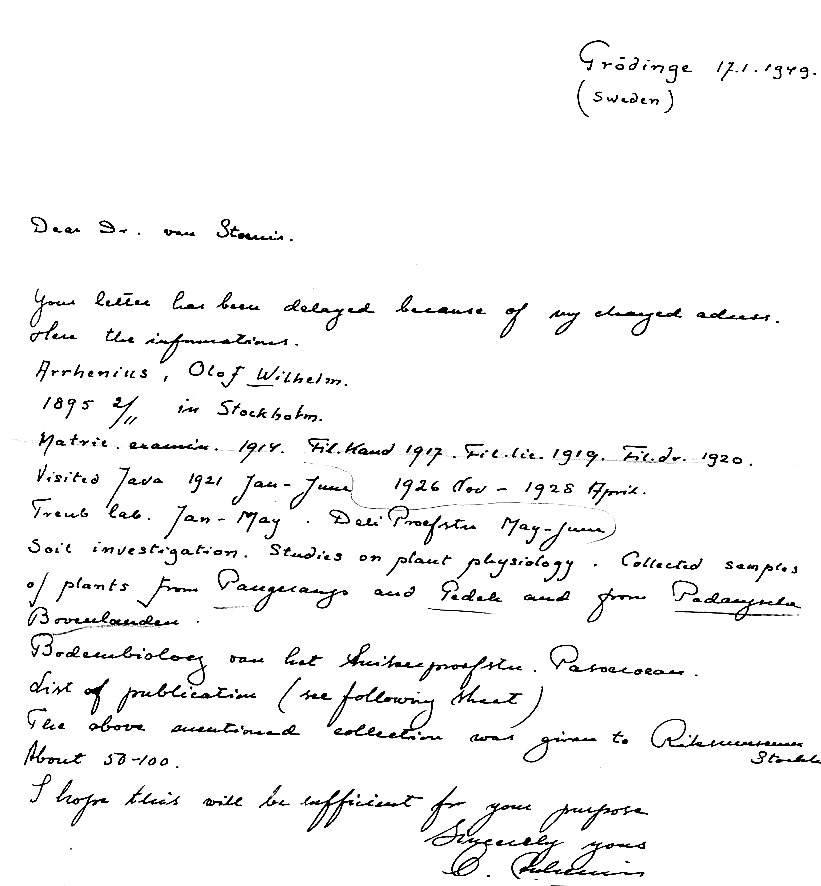 Grödinge 17.1.1949.
(Sweden)
Dear Dr. van Steenis.
Your letter has been delayed because of my changed adress.
Here the informations.
Arrhenius, Olof Wilhelm.
1895 2/11 in Stockholm.
Matric. examin. 1914. Fil.Kand 1917. Fil.lic. 1919. Fil.dr. 1920.
Visited Java 1921 Jan-June 1926 Nov - 1928 April.
Treub lab. Jan-May. Deli Proefstn May-June
Soil investigation. Studies on plant physiology. Collected samples
of plants from Pangerango and Gedeh and from Padangsche
Bovenlanden.
Bodembioloog van het Suikerproefstn. Pasoeroean.
List of publication (see following sheet)
The above mentioned collection was given to Riksmuseum
Stockh
About 50-100.
I hope this will be sufficient for your purpose
Sincerely yours
O. Arrhenius